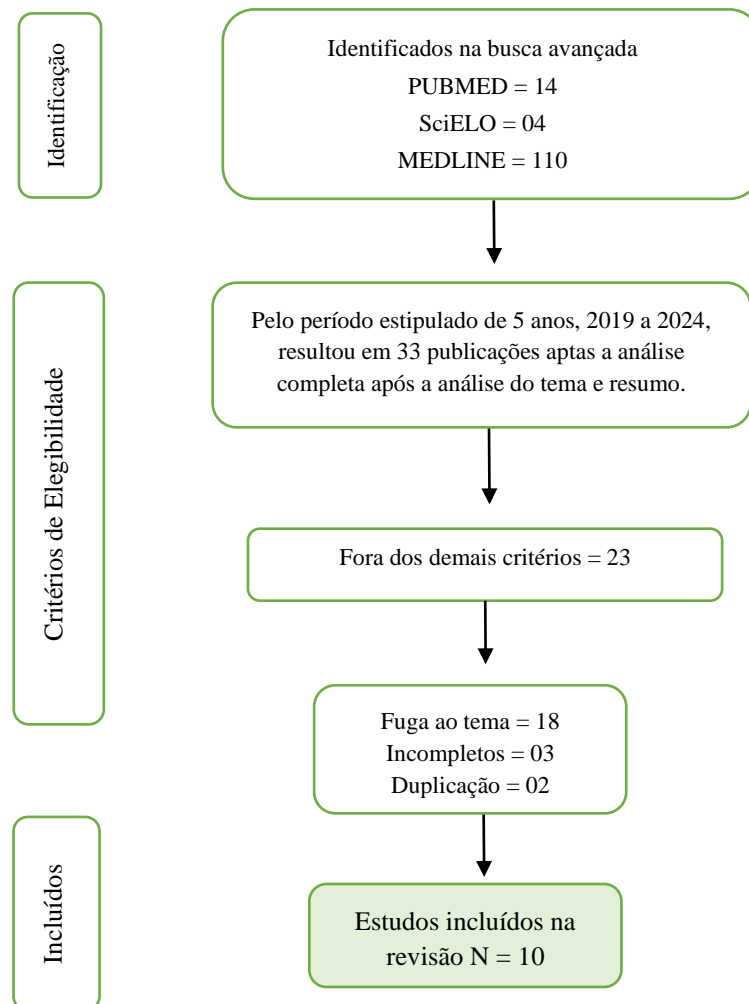 Identificação
Identificados na busca avançada
PUBMED = 14
SciELO = 04
MEDLINE = 110
Critérios de Elegibilidade
Pelo período estipulado de 5 anos, 2019 a 2024,
resultou em 33 publicações aptas a análise
completa após a análise do tema e resumo.
Fora dos demais critérios = 23
Fuga ao tema = 18
Incompletos = 03
Duplicação = 02
Incluídos
Estudos incluídos na
revisão N = 10